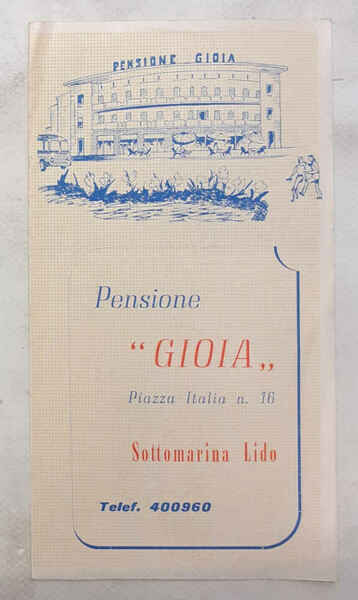 PENSIONE GIOIA
Pensione
“GIOIA„
Piazza Italia n. 16
Sottomarina Lido
Telef. 400960